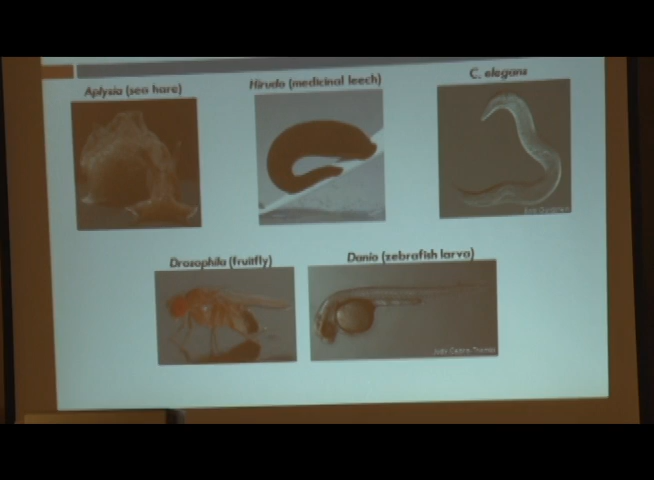 Aplysia (sea hare)
Hirudo (medicinal leech)
C. elegans
Drosophila (fruitfly)
Danio (zebrafish larva)